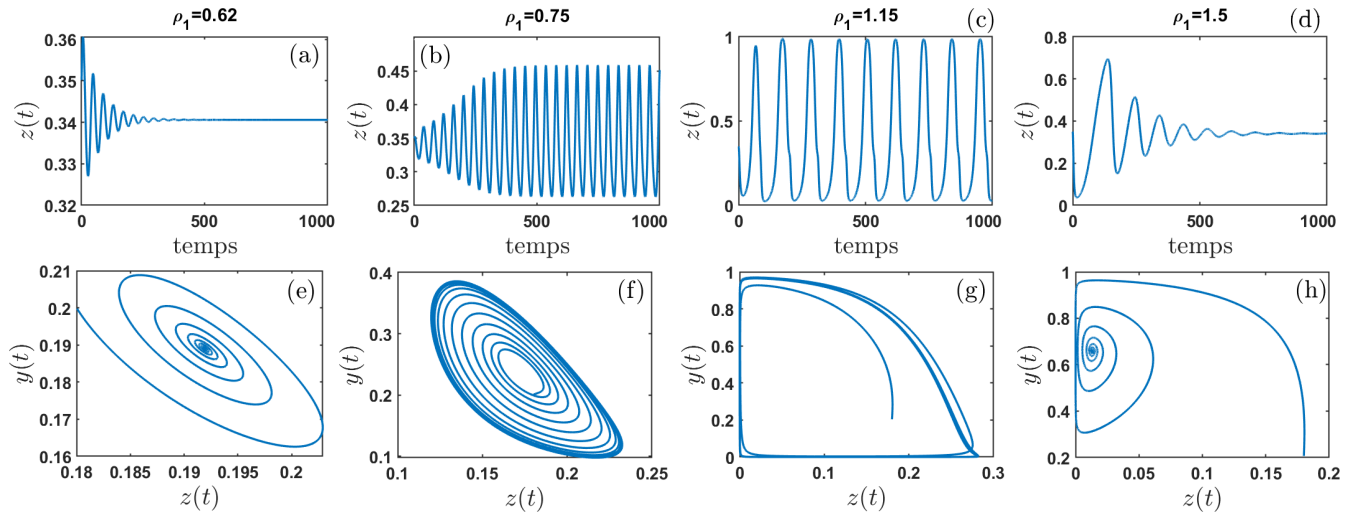 ρ1=0.62
ρ1=0.75
ρ1=1.15
ρ1=1.5
(a)
(b)
(c)
(d)
z(t)
0.36
0.35
0.34
0.33
0.32
0 500 1000
temps
z(t)
0.55
0.45
0.35
0.25
0 500 1000
temps
z(t)
1
0.5
0
0 500 1000
temps
z(t)
0.8
0.6
0.4
0.2
0
0 500 1000
temps
(e)
(f)
(g)
(h)
y(t)
0.21
0.2
0.19
0.18
0.17
0.16
0.18 0.185 0.19 0.195 0.2
z(t)
y(t)
0.4
0.3
0.2
0.1
0.1 0.15 0.2 0.25
z(t)
y(t)
1
0.8
0.6
0.4
0.2
0
0 0.1 0.2 0.3
z(t)
y(t)
1
0.8
0.6
0.4
0.2
0 0.05 0.1 0.15 0.2
z(t)